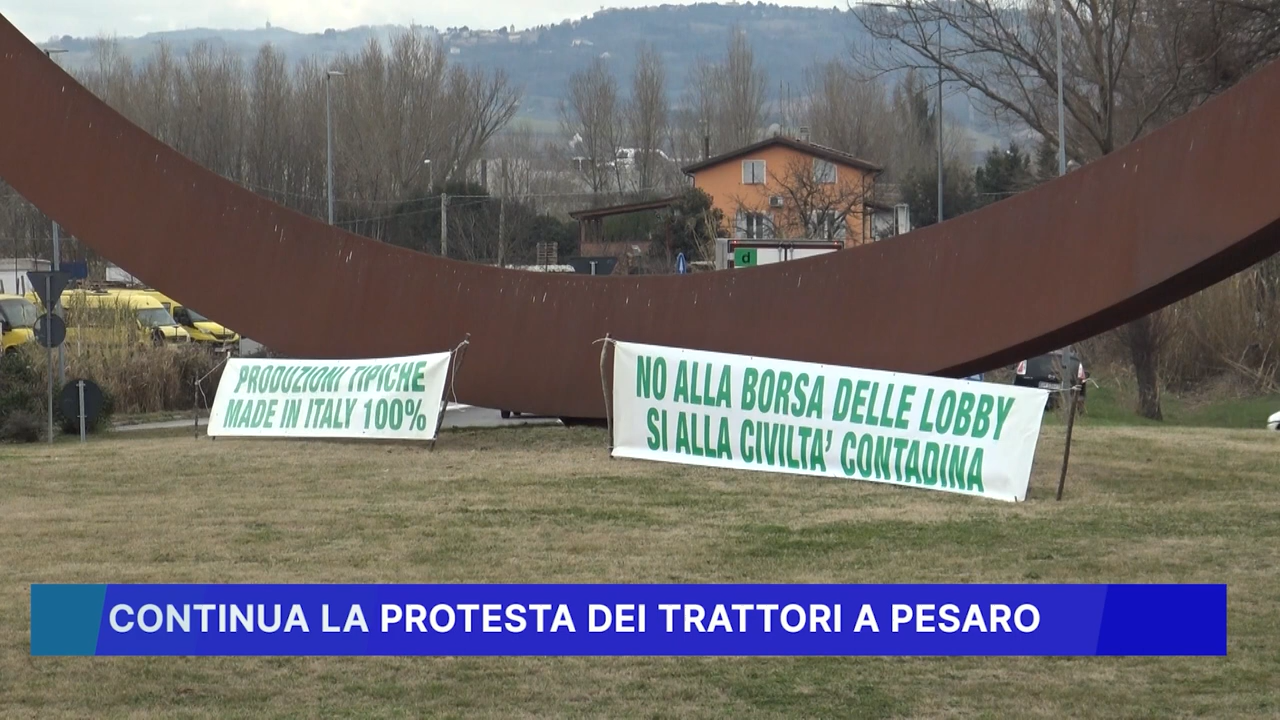 d
PRODUZIONI TIPICHE
MADE IN ITALY 100%
NO ALLA BORSA DELLE LOBBY
SI ALLA CIVILTA' CONTADINA
CONTINUA LA PROTESTA DEI TRATTORI A PESARO